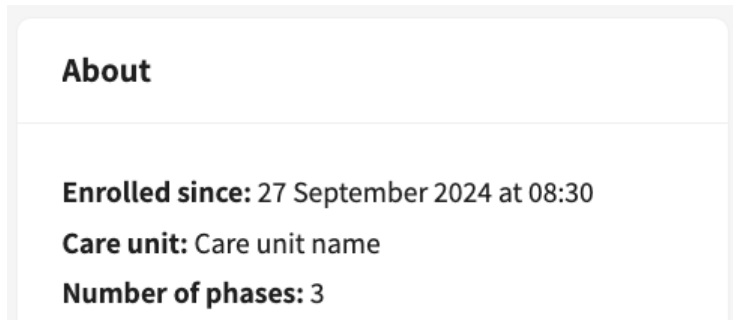 About
Enrolled since: 27 September 2024 at 08:30
Care unit: Care unit name
Number of phases: 3